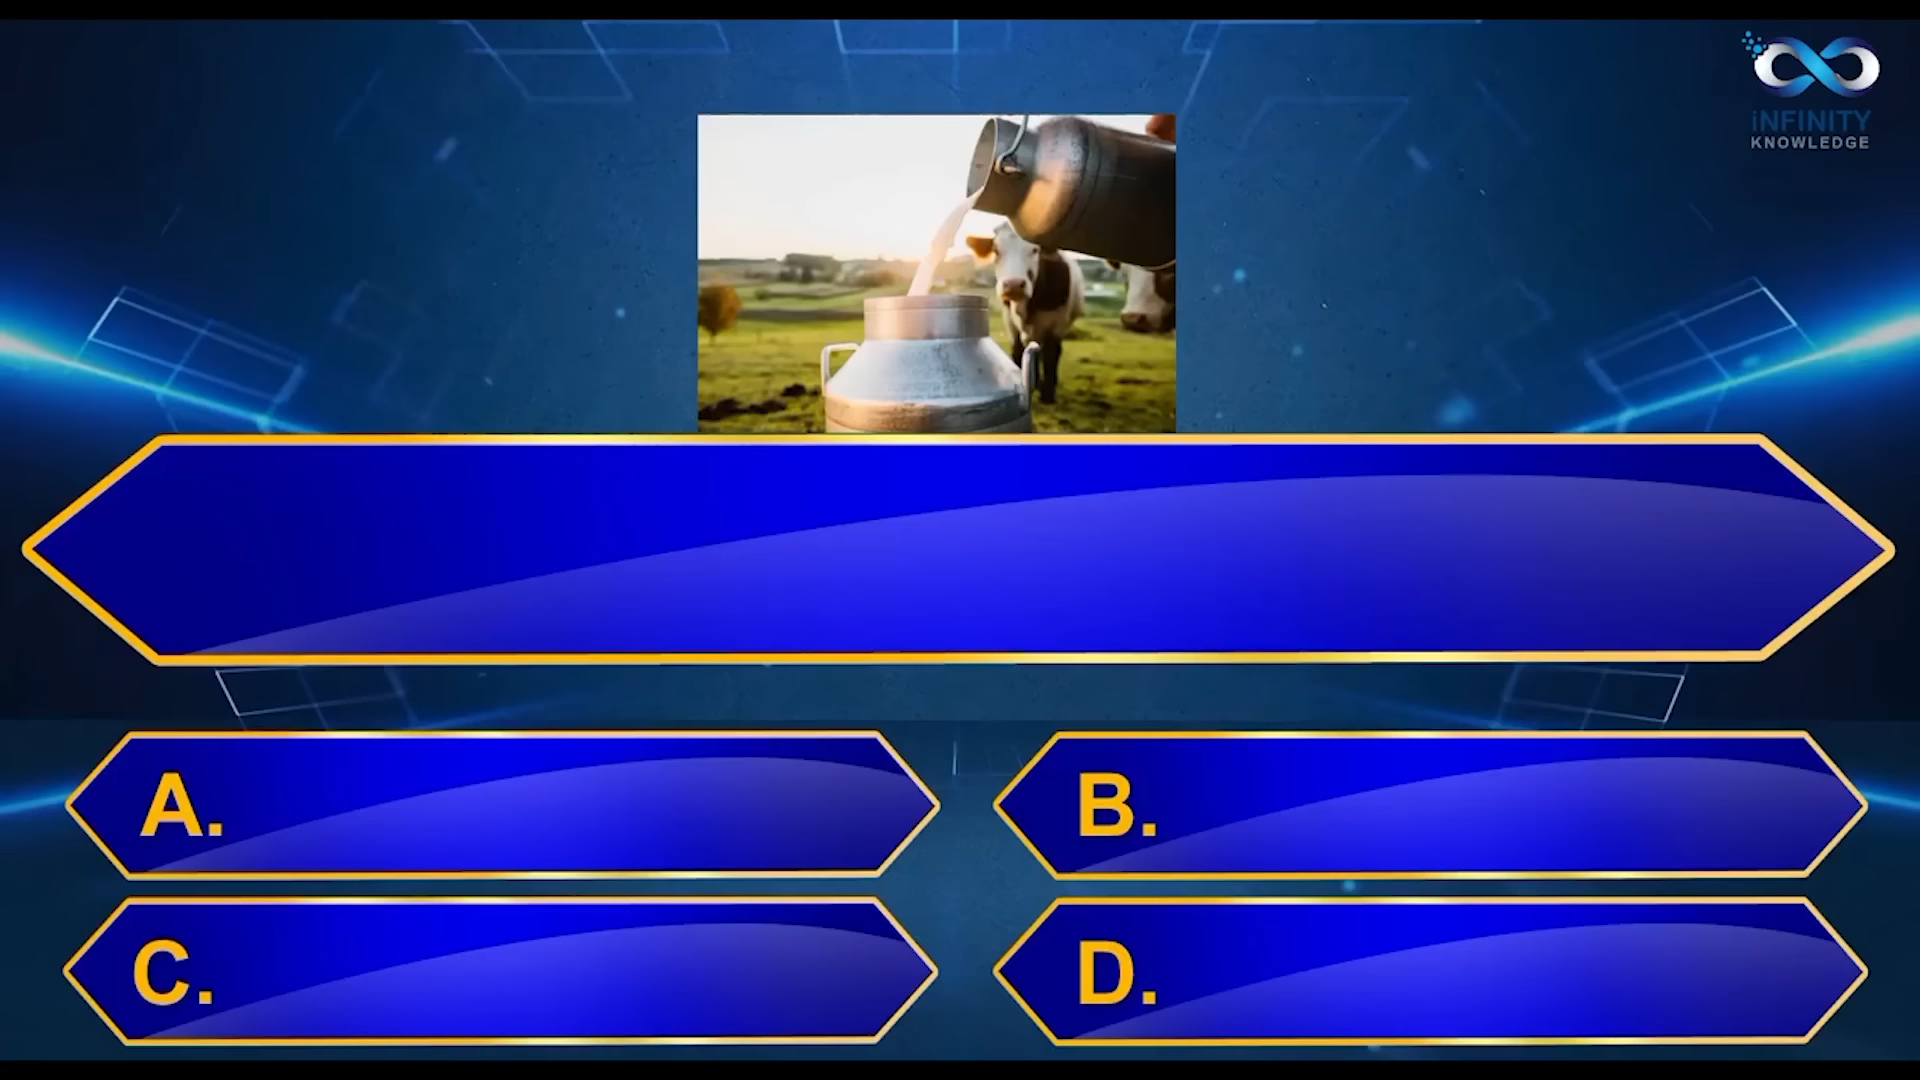 iNFINITY
KNOWLEDGE
A.
B.
C.
D.